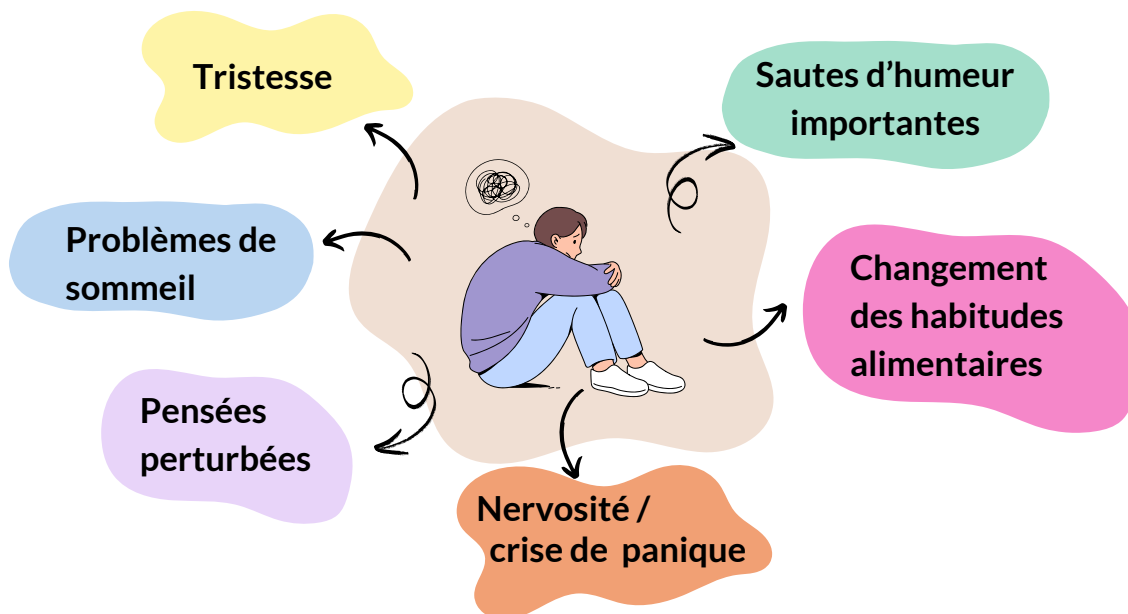 Tristesse
Sautes d’humeur
importantes
Problèmes de
sommeil
Changement
des habitudes
alimentaires
Pensées
perturbées
Nervosité /
crise de panique